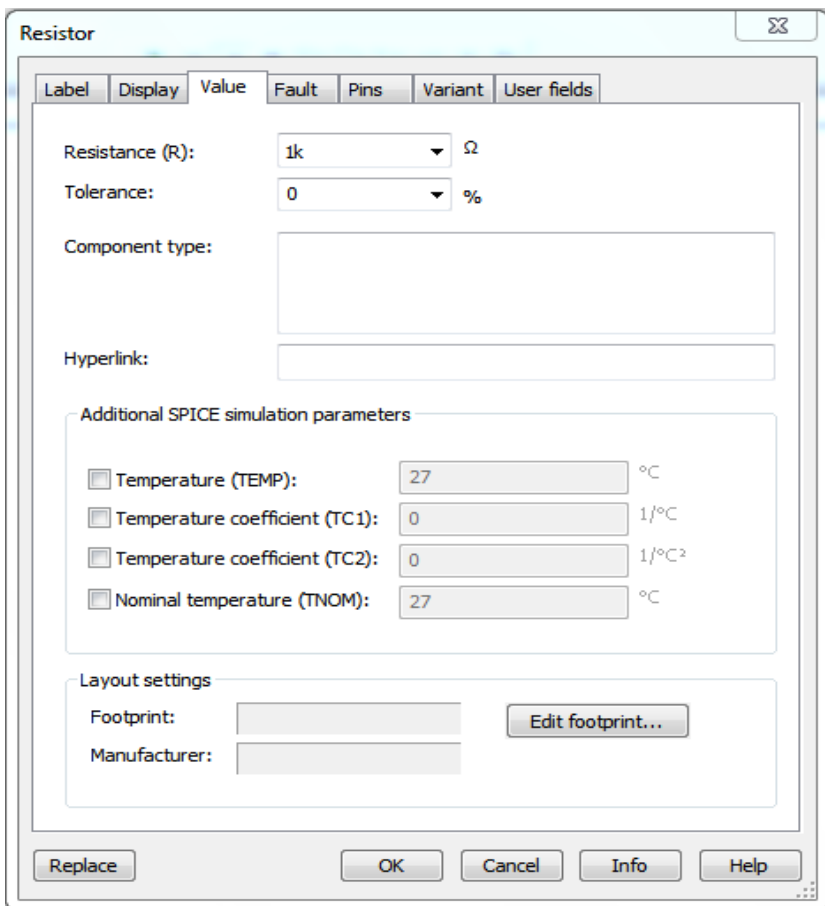 Resistor
Label Display Value Fault Pins Variant User fields
Resistance (R): 1k Ω
Tolerance: 0 %
Component type:
Hyperlink:
Additional SPICE simulation parameters
Temperature (TEMP): 27 °C
Temperature coefficient (TC1): 0 1/°C
Temperature coefficient (TC2): 0 1/°C²
Nominal temperature (TNOM): 27 °C
Layout settings
Footprint: Edit footprint...
Manufacturer:
Replace OK Cancel Info Help